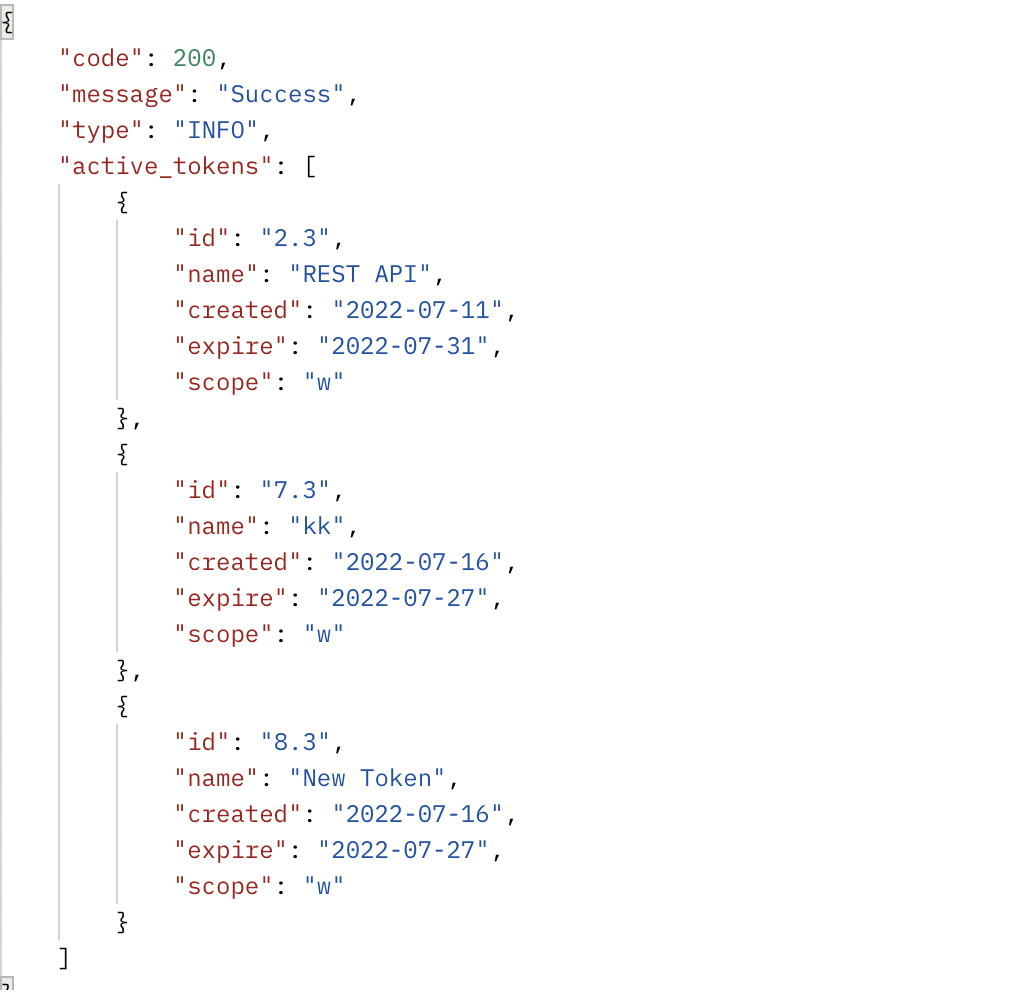 {
    "code": 200,
    "message": "Success",
    "type": "INFO",
    "active_tokens": [
        {
            "id": "2.3",
            "name": "REST API",
            "created": "2022-07-11",
            "expire": "2022-07-31",
            "scope": "w"
        },
        {
            "id": "7.3",
            "name": "kk",
            "created": "2022-07-16",
            "expire": "2022-07-27",
            "scope": "w"
        },
        {
            "id": "8.3",
            "name": "New Token",
            "created": "2022-07-16",
            "expire": "2022-07-27",
            "scope": "w"
        }
    ]
}